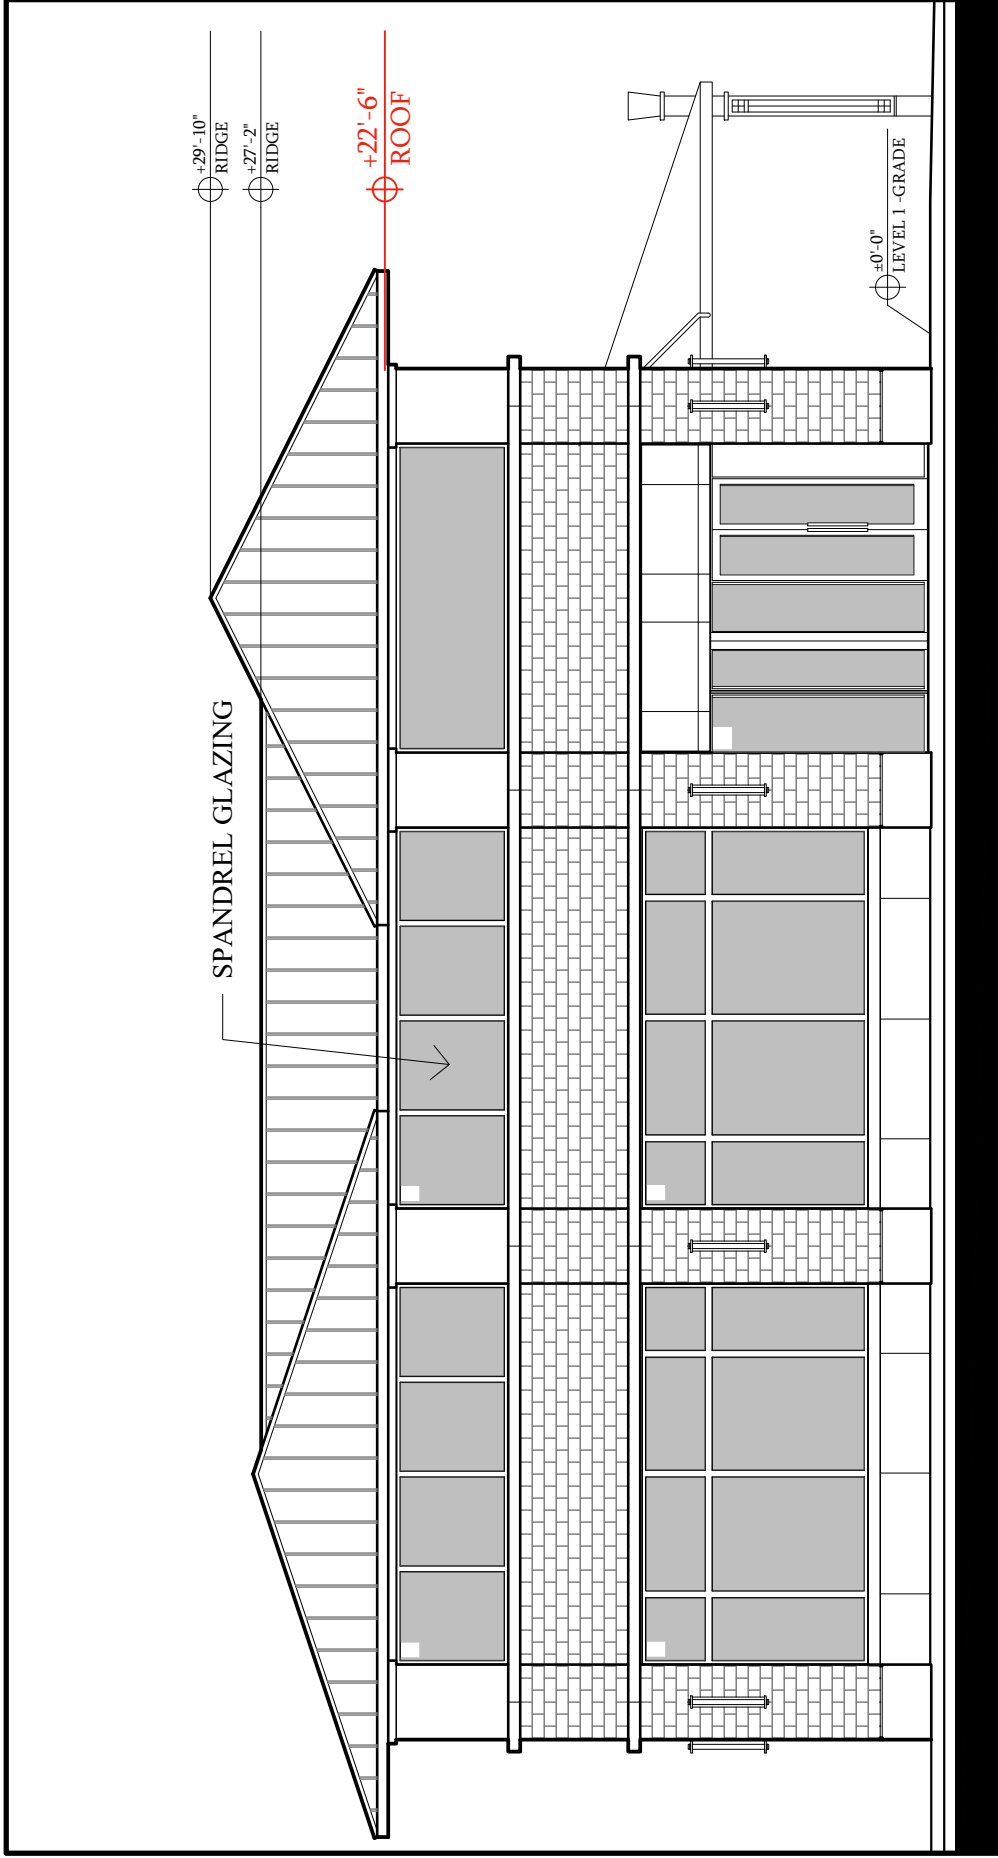 +29'-10"
RIDGE
+27'-2"
RIDGE
+22'-6"
ROOF
±0'-0"
LEVEL 1 -GRADE
SPANDREL GLAZING